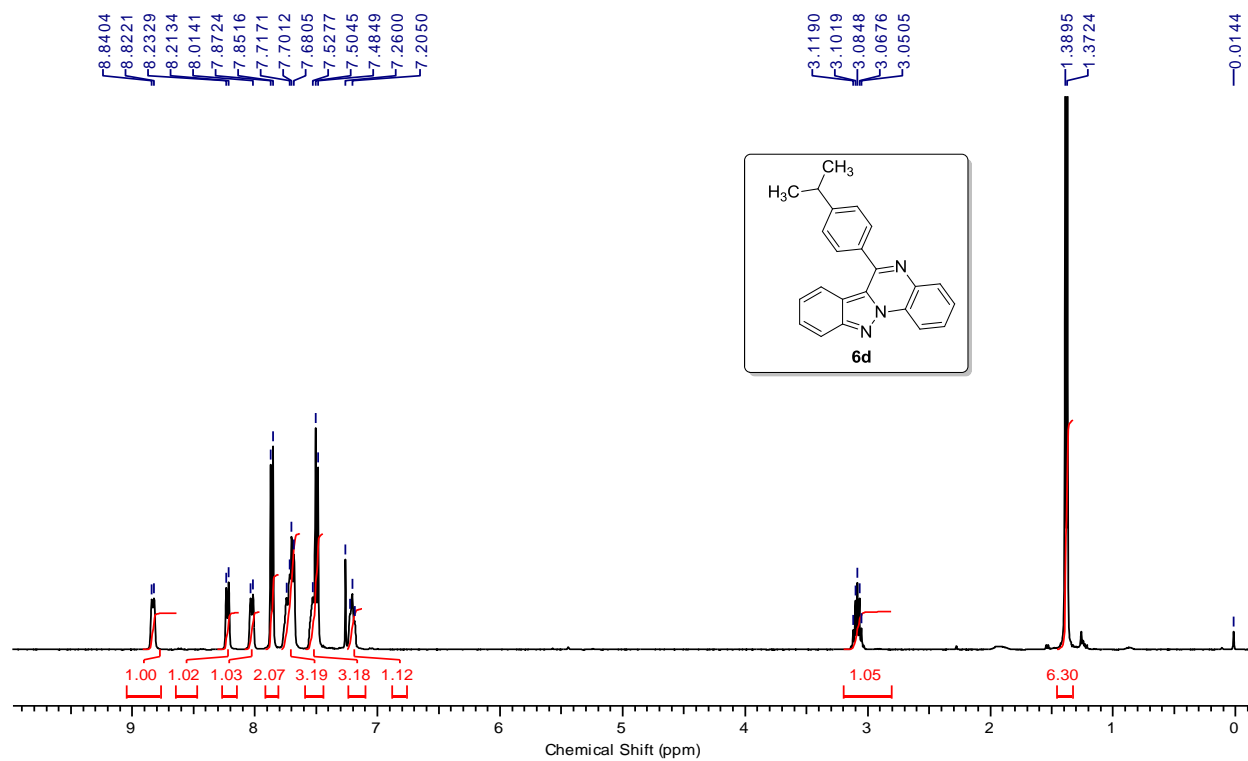 8.8404
8.8221
8.2329
8.2134
8.0141
7.8724
7.8516
7.7171
7.7012
7.6805
7.5277
7.5045
7.4849
7.2600
7.2050
3.1190
3.1019
3.0848
3.0676
3.0505
1.3895
1.3724
0.0144
CH3
H3C
N
N
N
6d
1.00 1.02 1.03 2.07 3.19 3.18 1.12 1.05 6.30
9 8 7 6 5 4 3 2 1 0
Chemical Shift (ppm)